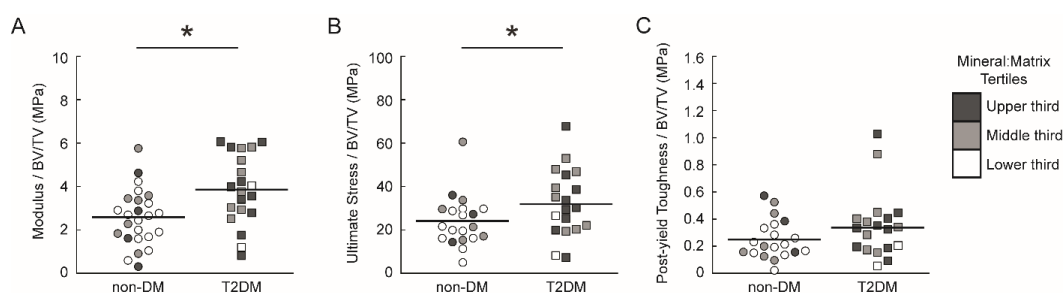 A
*
Modulus / BV/TV (MPa)
10
8
6
4
2
0
non-DM
T2DM
B
*
Ultimate Stress / BV/TV (MPa)
100
80
60
40
20
0
non-DM
T2DM
C
Post-yield Toughness / BV/TV (MPa)
1.6
1.4
1.2
1.0
0.8
0.6
0.4
0.2
0
non-DM
T2DM
Mineral:Matrix
Tertiles
Upper third
Middle third
Lower third